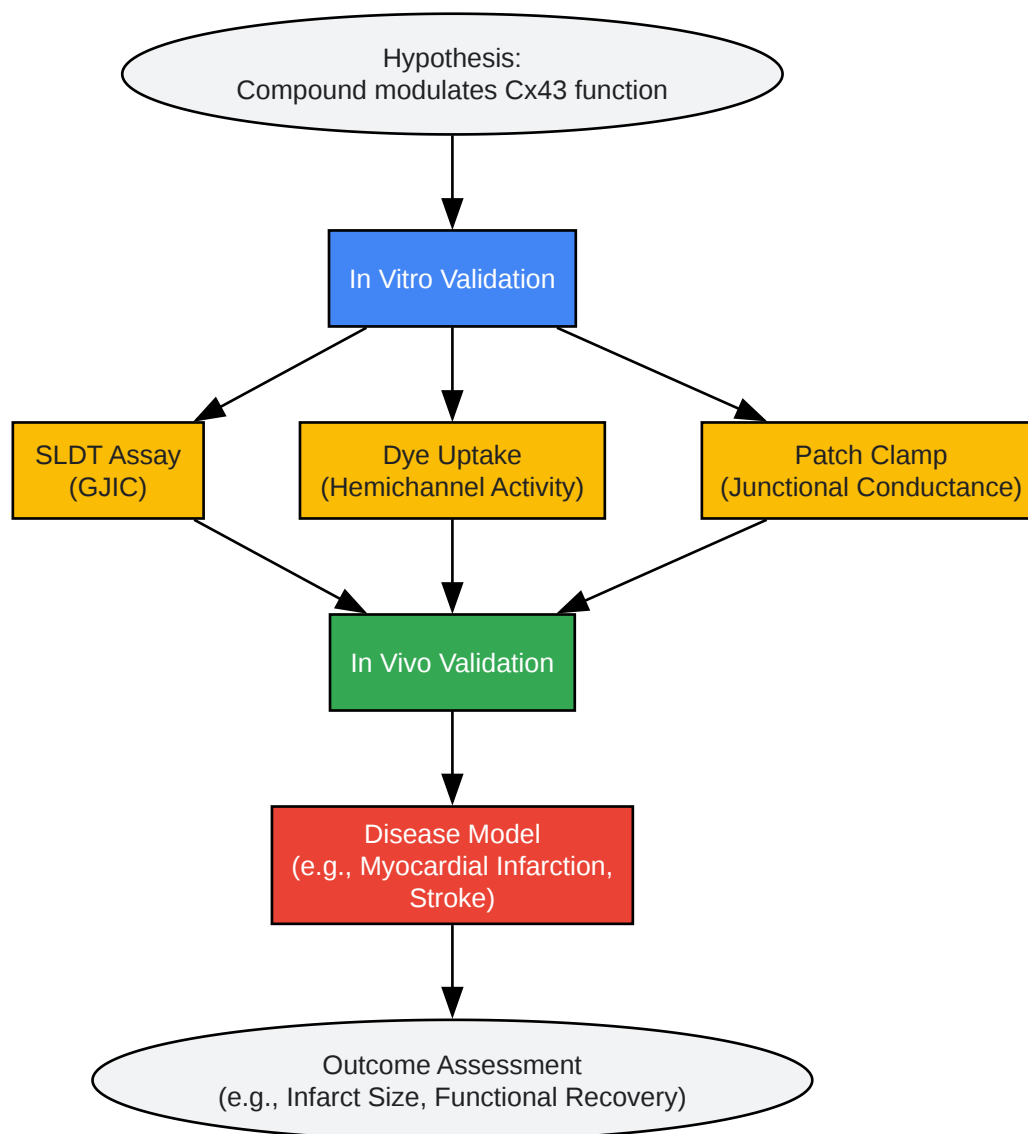 Hypothesis:
Compound modulates Cx43 function
In Vitro Validation
SLDT Assay
(GJIC)
Dye Uptake
(Hemichannel Activity)
Patch Clamp
(Junctional Conductance)
In Vivo Validation
Disease Model
(e.g., Myocardial Infarction,
Stroke)
Outcome Assessment
(e.g., Infarct Size, Functional Recovery)